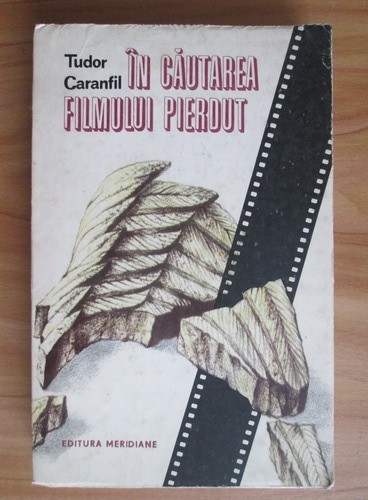 Tudor
Caranfil
ÎN CĂUTAREA
FILMULUI PIERDUT
EDITURA MERIDIANE